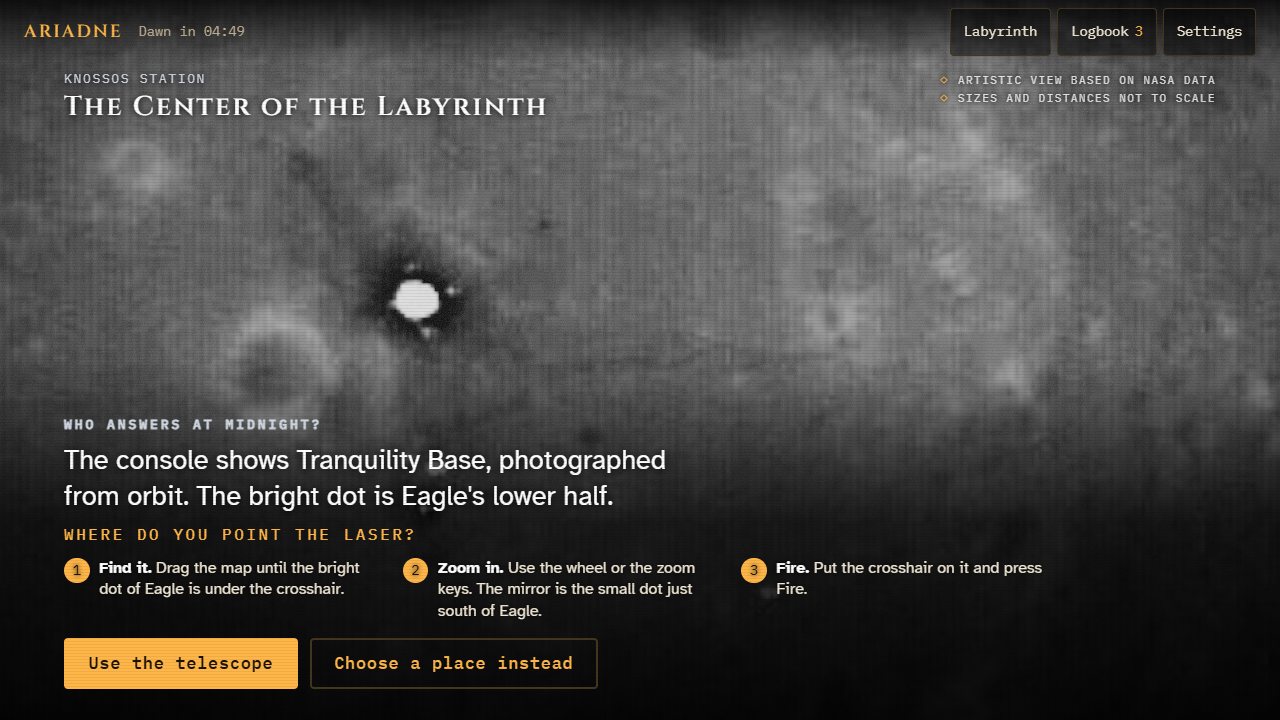 ARIADNE
Dawn in 04:49
Labyrinth
Logbook 3
Settings
KNOSSOS STATION
The Center of the Labyrinth
◇ ARTISTIC VIEW BASED ON NASA DATA
◇ SIZES AND DISTANCES NOT TO SCALE
WHO ANSWERS AT MIDNIGHT?
The console shows Tranquility Base, photographed
from orbit. The bright dot is Eagle's lower half.
WHERE DO YOU POINT THE LASER?
1 Find it. Drag the map until the bright
dot of Eagle is under the crosshair.
2 Zoom in. Use the wheel or the zoom
keys. The mirror is the small dot just
south of Eagle.
3 Fire. Put the crosshair on it and press
Fire.
Use the telescope
Choose a place instead